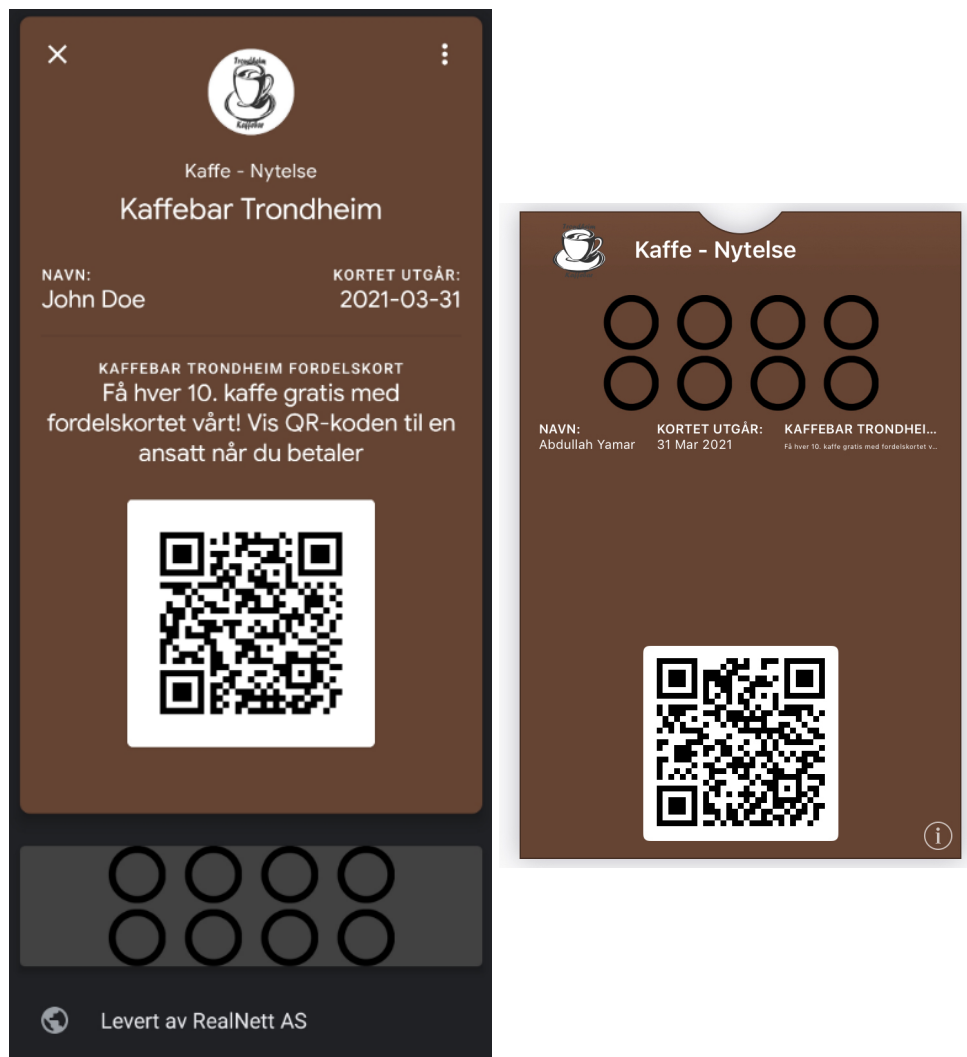 Trondheim
Kaffebar
Kaffe - Nytelse
Kaffebar Trondheim
NAVN:
John Doe
KORTET UTGÅR:
2021-03-31
KAFFEBAR TRONDHEIM FORDELSKORT
Få hver 10. kaffe gratis med
fordelskortet vårt! Vis QR-koden til en
ansatt når du betaler
Levert av RealNett AS
Kaffe - Nytelse
NAVN:
Abdullah Yamar
KORTET UTGÅR:
31 Mar 2021
KAFFEBAR TRONDHEI...
Få hver 10. kaffe gratis med fordelskortet v...